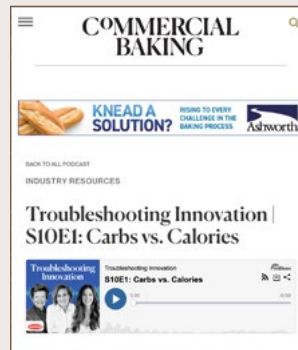 COMMERCIAL
BAKING
KNEAD A
SOLUTION?
RISING TO EVERY
CHALLENGE IN THE
BAKING PROCESS
Ashworth
BACK TO ALL PODCAST
INDUSTRY RESOURCES
Troubleshooting Innovation |
S10E1: Carbs vs. Calories
Troubleshooting
Innovation
Troubleshooting Innovation
S10E1: Carbs vs. Calories